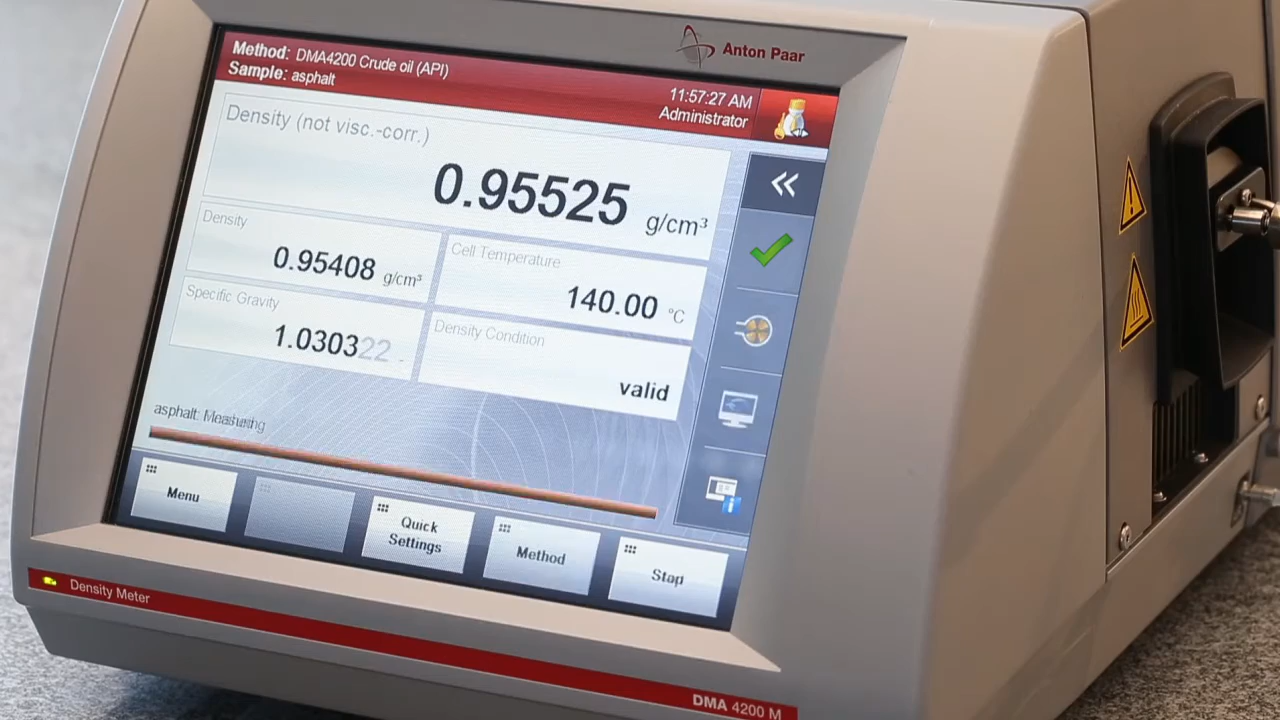 Anton Paar
Method: DMA4200 Crude oil (API)
Sample: asphalt
11:57:27 AM
Administrator
Density (not visc.-corr.)
0.95525 g/cm³
Density
0.95408 g/cm³
Cell Temperature
140.00 °C
Specific Gravity
1.0303
Density Condition
valid
asphalt: Measuring
Menu
Quick
Settings
Method
Stop
Density Meter
DMA 4200 M